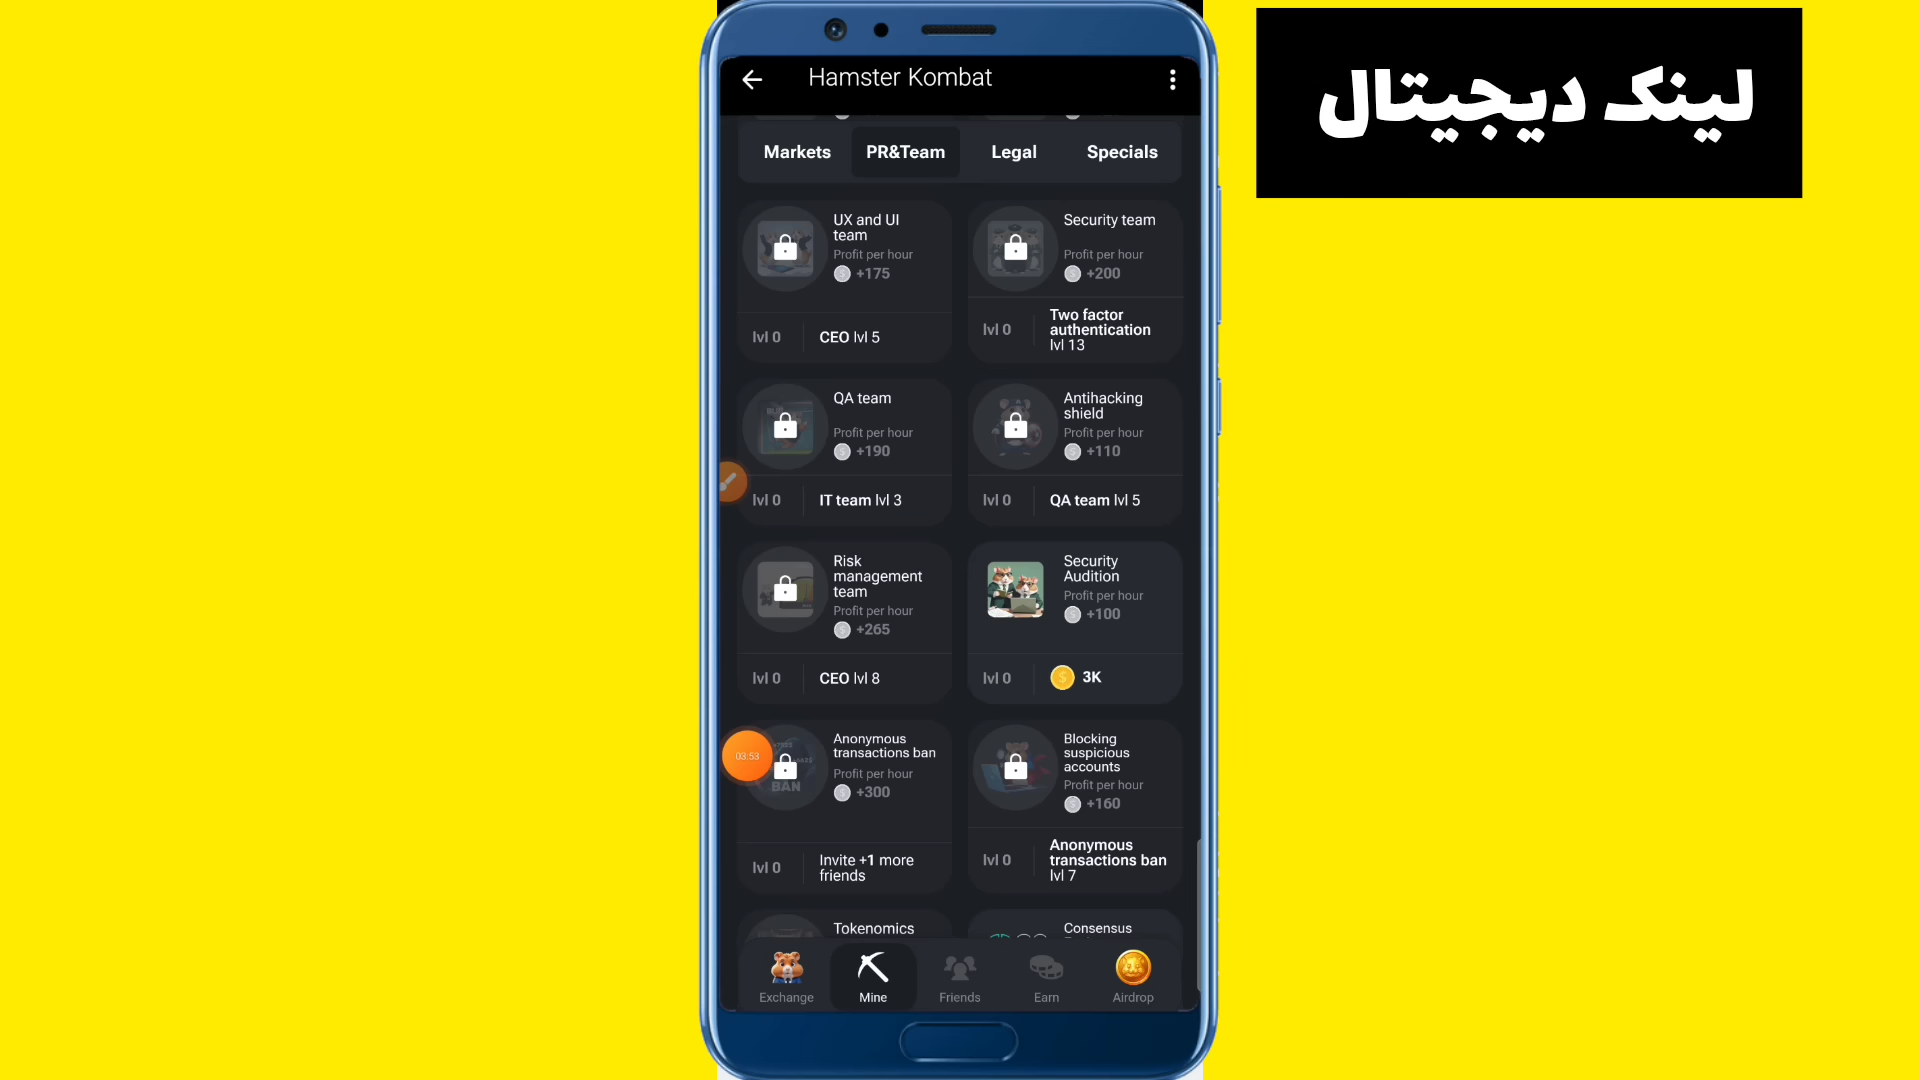 Hamster Kombat
لینک دیجیتال
Markets
PR&Team
Legal
Specials
UX and UI
team
Profit per hour
+175
lvl 0
CEO lvl 5
Security team
Profit per hour
+200
lvl 0
Two factor
authentication
lvl 13
QA team
Profit per hour
+190
lvl 0
IT team lvl 3
Antihacking
shield
Profit per hour
+110
lvl 0
QA team lvl 5
Risk
management
team
Profit per hour
+265
lvl 0
CEO lvl 8
Security
Audition
Profit per hour
+100
lvl 0
3K
03:53
BAN
Anonymous
transactions ban
Profit per hour
+300
lvl 0
Invite +1 more
friends
Blocking
suspicious
accounts
Profit per hour
+160
lvl 0
Anonymous
transactions ban
lvl 7
Tokenomics
Consensus
Exchange
Mine
Friends
Earn
Airdrop